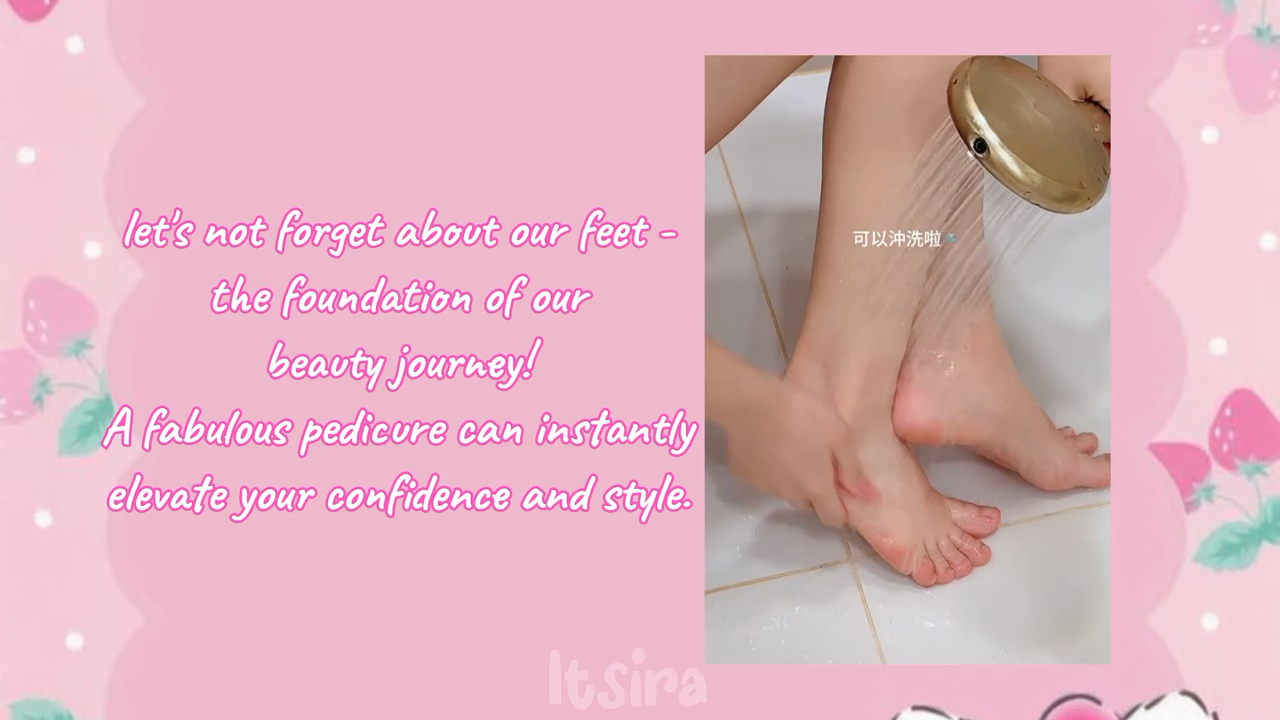 let's not forget about our feet -
the foundation of our
beauty journey!
A fabulous pedicure can instantly
elevate your confidence and style.
可以沖洗啦
Itsira